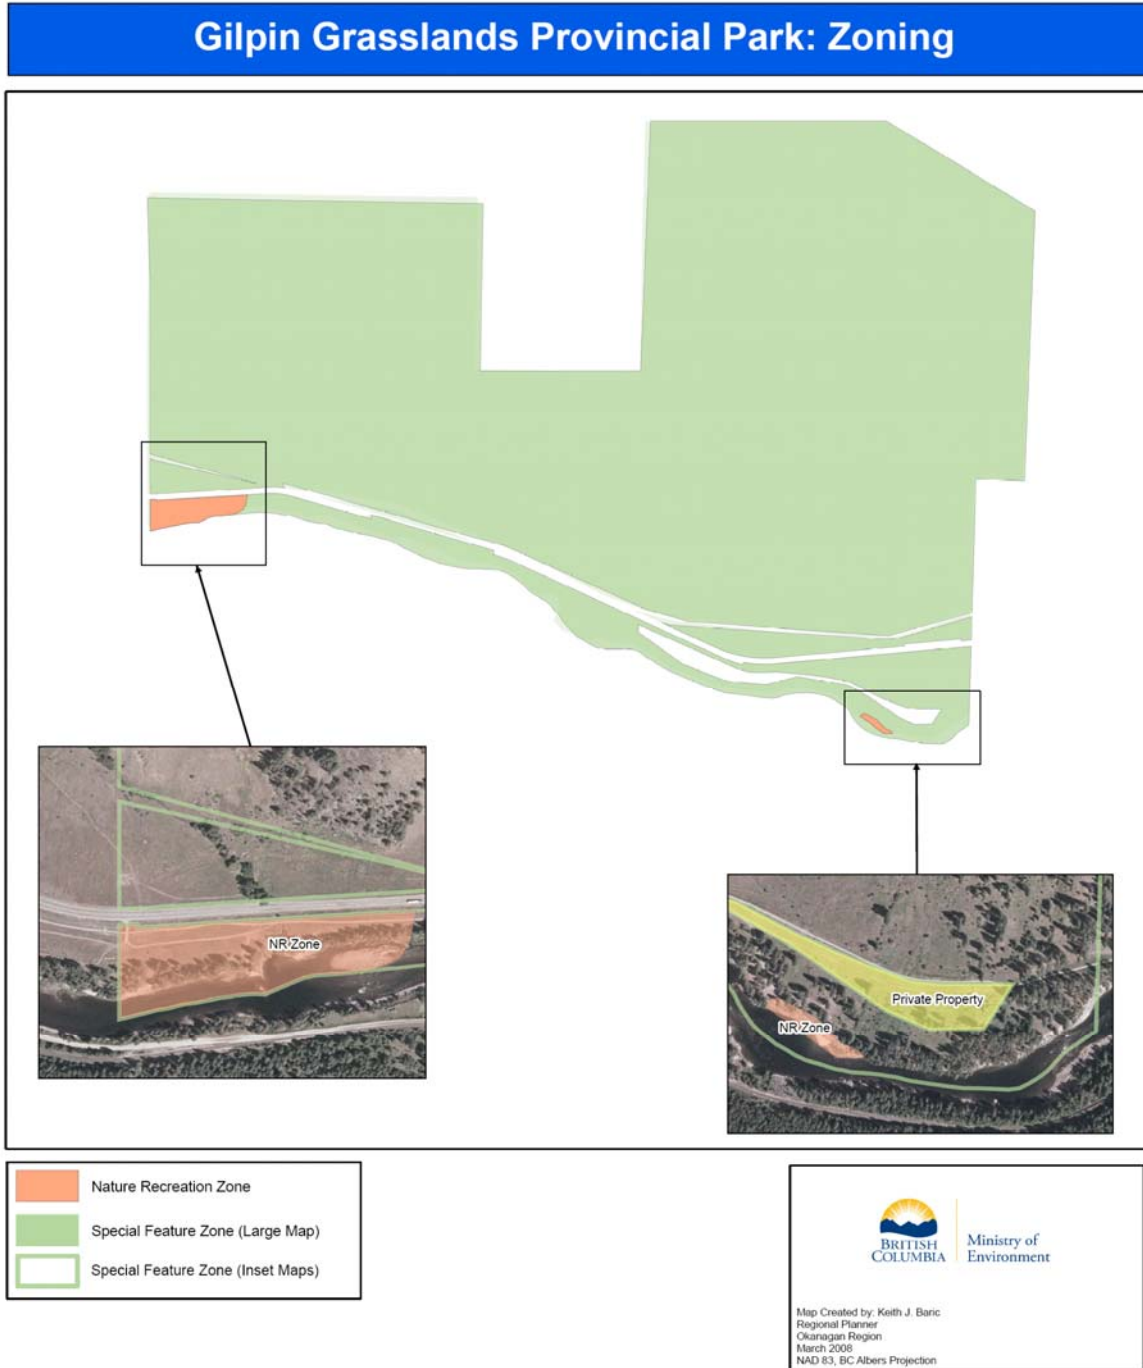 Gilpin Grasslands Provincial Park: Zoning
NR Zone
Private Property
NR Zone
Nature Recreation Zone
Special Feature Zone (Large Map)
Special Feature Zone (Inset Maps)
BRITISH
COLUMBIA
Ministry of
Environment
Map Created by: Keith J. Baric
Regional Planner
Okanagan Region
March 2008
NAD 83, BC Albers Projection